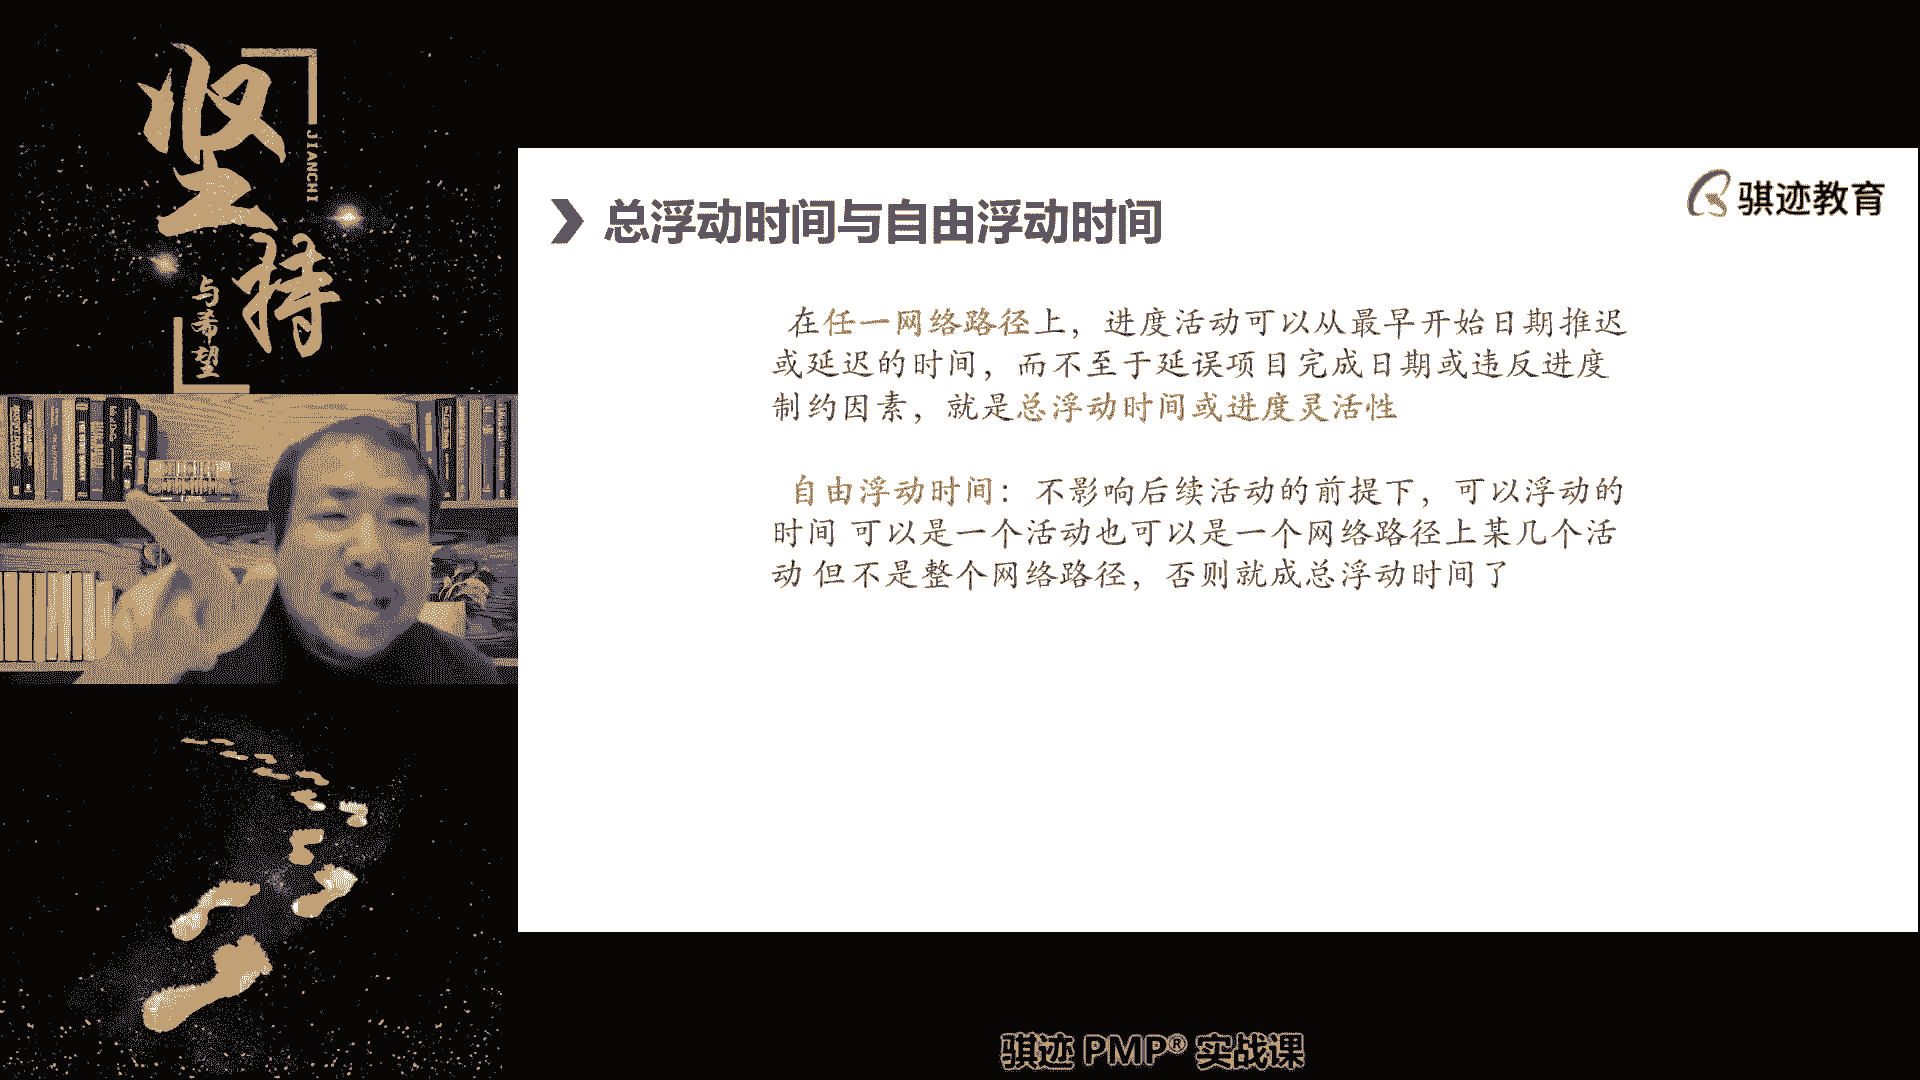 坚持
JIANCHI
与希望
骐迹教育
总浮动时间与自由浮动时间
在任一网络路径上，进度活动可以从最早开始日期推迟
或延迟的时间，而不至于延误项目完成日期或违反进度
制约因素，就是总浮动时间或进度灵活性
自由浮动时间： 不影响后续活动的前提下，可以浮动的
时间 可以是一个活动也可以是一个网络路径上某几个活
动 但不是整个网络路径，否则就成总浮动时间了
骐迹 PMP® 实战课